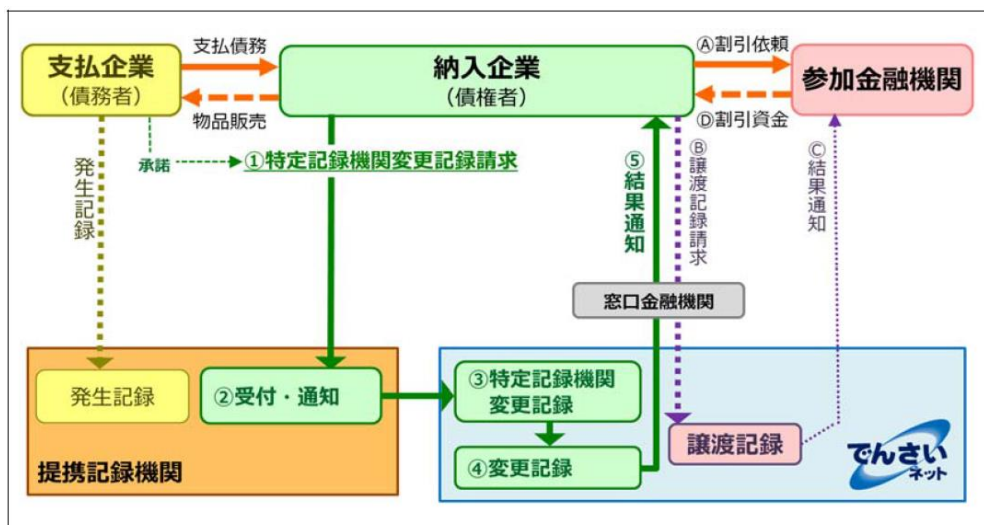 支払企業
（債務者）
支払債務
物品販売
納入企業
（債権者）
Ⓐ割引依頼
Ⓓ割引資金
参加金融機関
発生記録
承諾
①特定記録機関変更記録請求
⑤結果通知
Ⓑ譲渡記録請求
Ⓒ結果通知
窓口金融機関
発生記録
②受付・通知
提携記録機関
③特定記録機関
変更記録
④変更記録
譲渡記録
でんさい
ネット